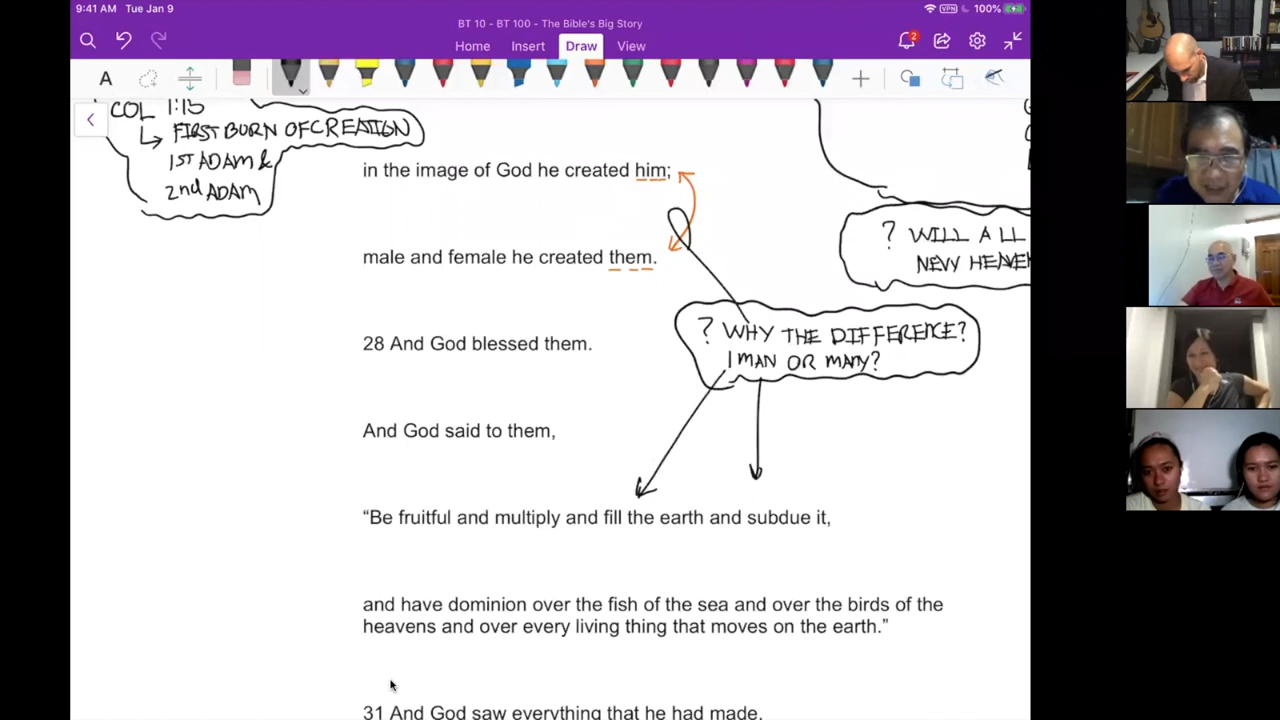 9:41 AM Tue Jan 9
VPN
100%
BT 10 - BT 100 - The Bible's Big Story
Home Insert Draw View
2
A
COL 1:15
FIRST BORN OF CREATION
1ST ADAM &
2nd ADAM
in the image of God he created him;
? WILL ALL
NEW HEAVEN
male and female he created them.
? WHY THE DIFFERENCE?
1 MAN OR MANY?
28 And God blessed them.
And God said to them,
“Be fruitful and multiply and fill the earth and subdue it,
and have dominion over the fish of the sea and over the birds of the
heavens and over every living thing that moves on the earth.”
31 And God saw everything that he had made,